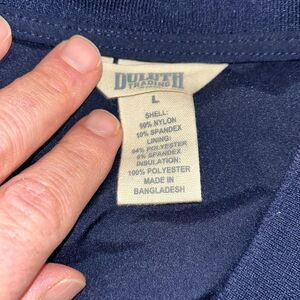 DULUTH
TRADING
L
SHELL:
90% NYLON
10% SPANDEX
LINING:
94% POLYESTER
6% SPANDEX
INSULATION:
100% POLYESTER
MADE IN
BANGLADESH